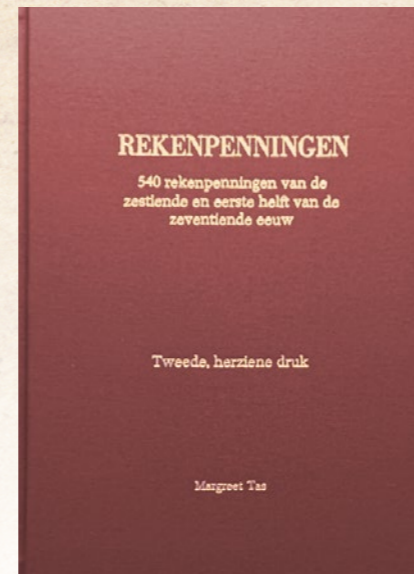 REKENPENNINGEN
540 rekenpenningen van de
zestiende en eerste helft van de
zeventiende eeuw
Tweede, herziene druk
Margreet Tas